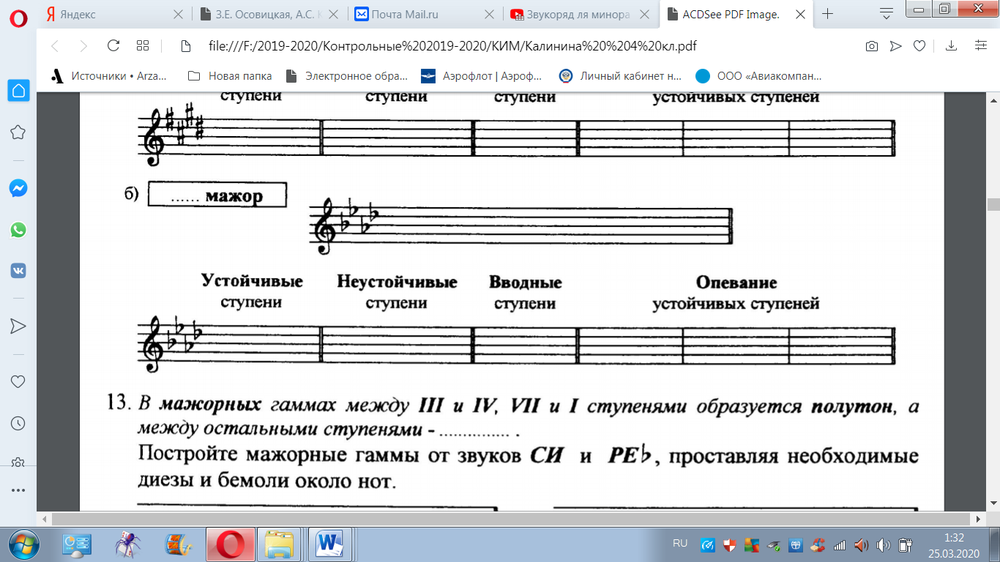 Яндекс
З.Е. Осовицкая, А.С. К
Почта Mail.ru
Звукоряд ля минора
ACDSee PDF Image.
file:///F:/2019-2020/Контрольные%202019-2020/КИМ/Калинина%20%204%20кл.pdf
Источники • Arza...
Новая папка
Электронное обра...
Аэрофлот | Аэроф...
Личный кабинет н...
ООО «Авиакомпан...
ступени ступени ступени устойчивых ступеней
б) ...... мажор
Устойчивые Неустойчивые Вводные Опевание
ступени ступени ступени устойчивых ступеней
13. В мажорных гаммах между III и IV, VII и I ступенями образуется полутон, а
между остальными ступенями - .............. .
Постройте мажорные гаммы от звуков СИ и РЕ♭, проставляя необходимые
диезы и бемоли около нот.
RU
1:32
25.03.2020